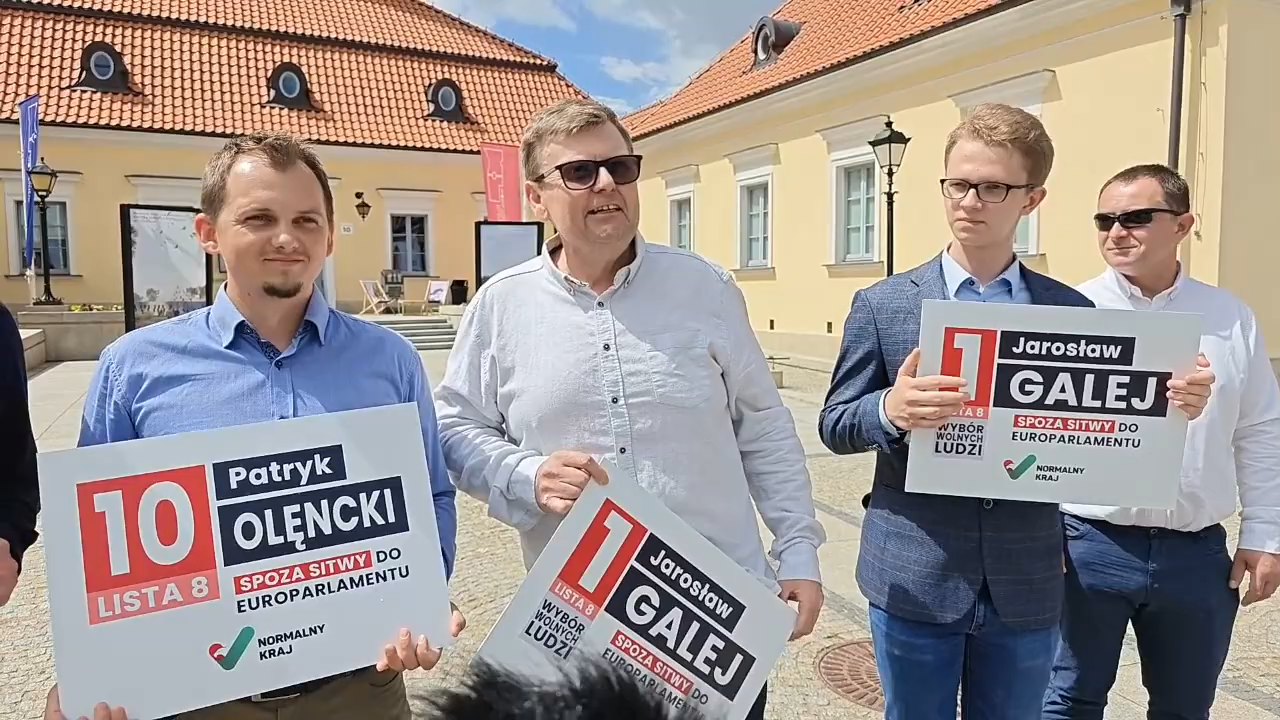 10
LISTA 8
Patryk
OLĘNCKI
SPOZA SITWY DO
EUROPARLAMENTU
NORMALNY
KRAJ
1
LISTA 8
WYBÓR
WOLNYCH
LUDZI
Jarosław
GALEJ
SPOZA SITWY DO
EUROPARLAMENTU
1
LISTA 8
WYBÓR
WOLNYCH
LUDZI
Jarosław
GALEJ
SPOZA SITWY DO
EUROPARLAMENTU
NORMALNY
KRAJ